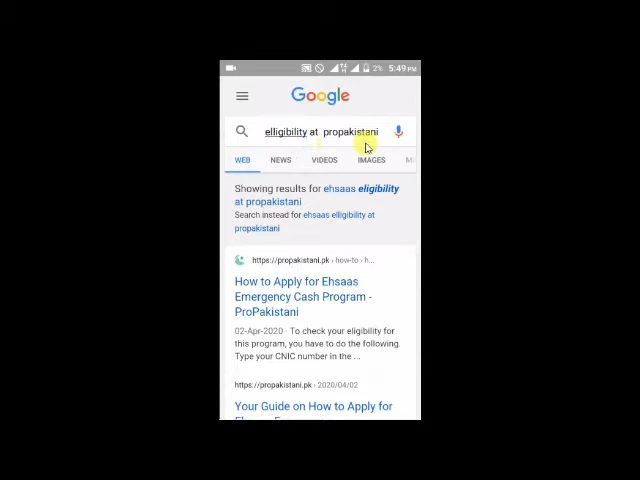 2% 5:49 PM
Google
elligibility at propakistani
WEB NEWS VIDEOS IMAGES M
Showing results for ehsaas eligibility
at propakistani
Search instead for ehsaas elligibility at
propakistani
https://propakistani.pk › how-to › h...
How to Apply for Ehsaas
Emergency Cash Program -
ProPakistani
02-Apr-2020 · To check your eligibility for
this program, you have to do the following.
Type your CNIC number in the ...
https://propakistani.pk › 2020/04/02
Your Guide on How to Apply for